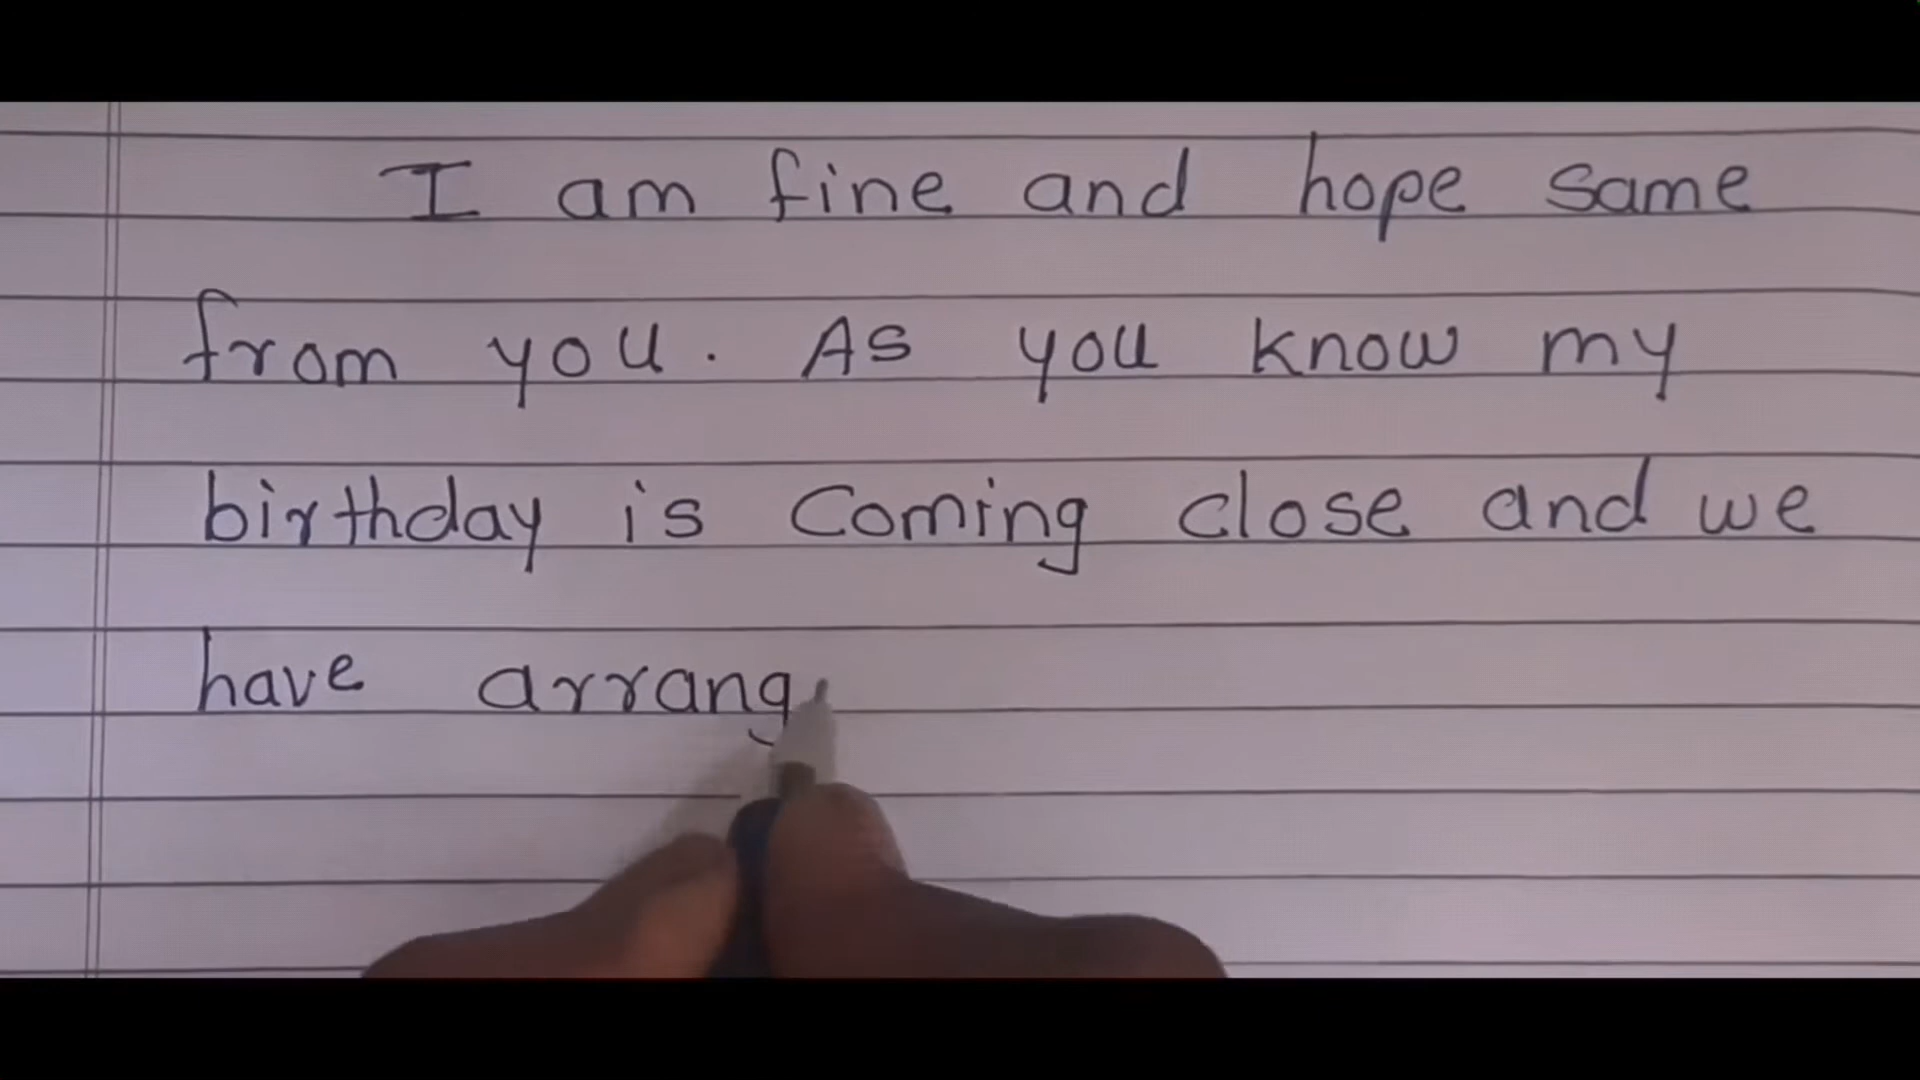 I am fine and hope same
from you. As you know my
birthday is coming close and we
have arrang